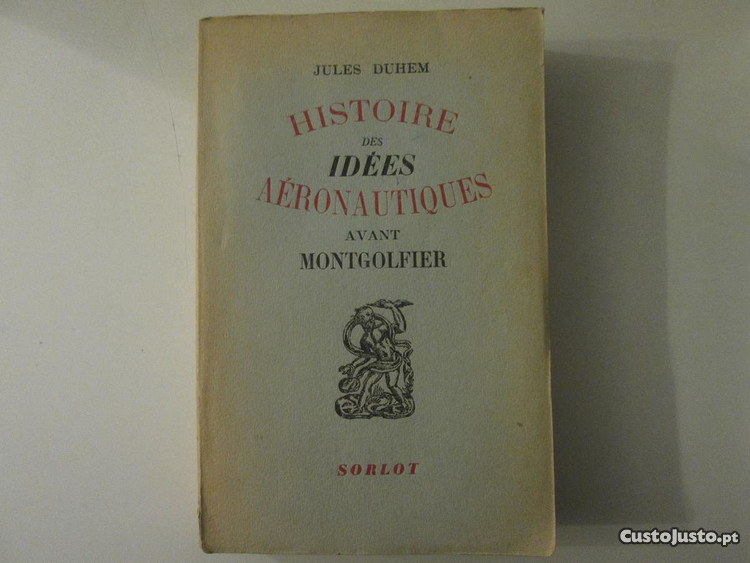 JULES DUHEM
HISTOIRE
DES
IDÉES
AÉRONAUTIQUES
AVANT
MONTGOLFIER
SORLOT
CustoJusto.pt